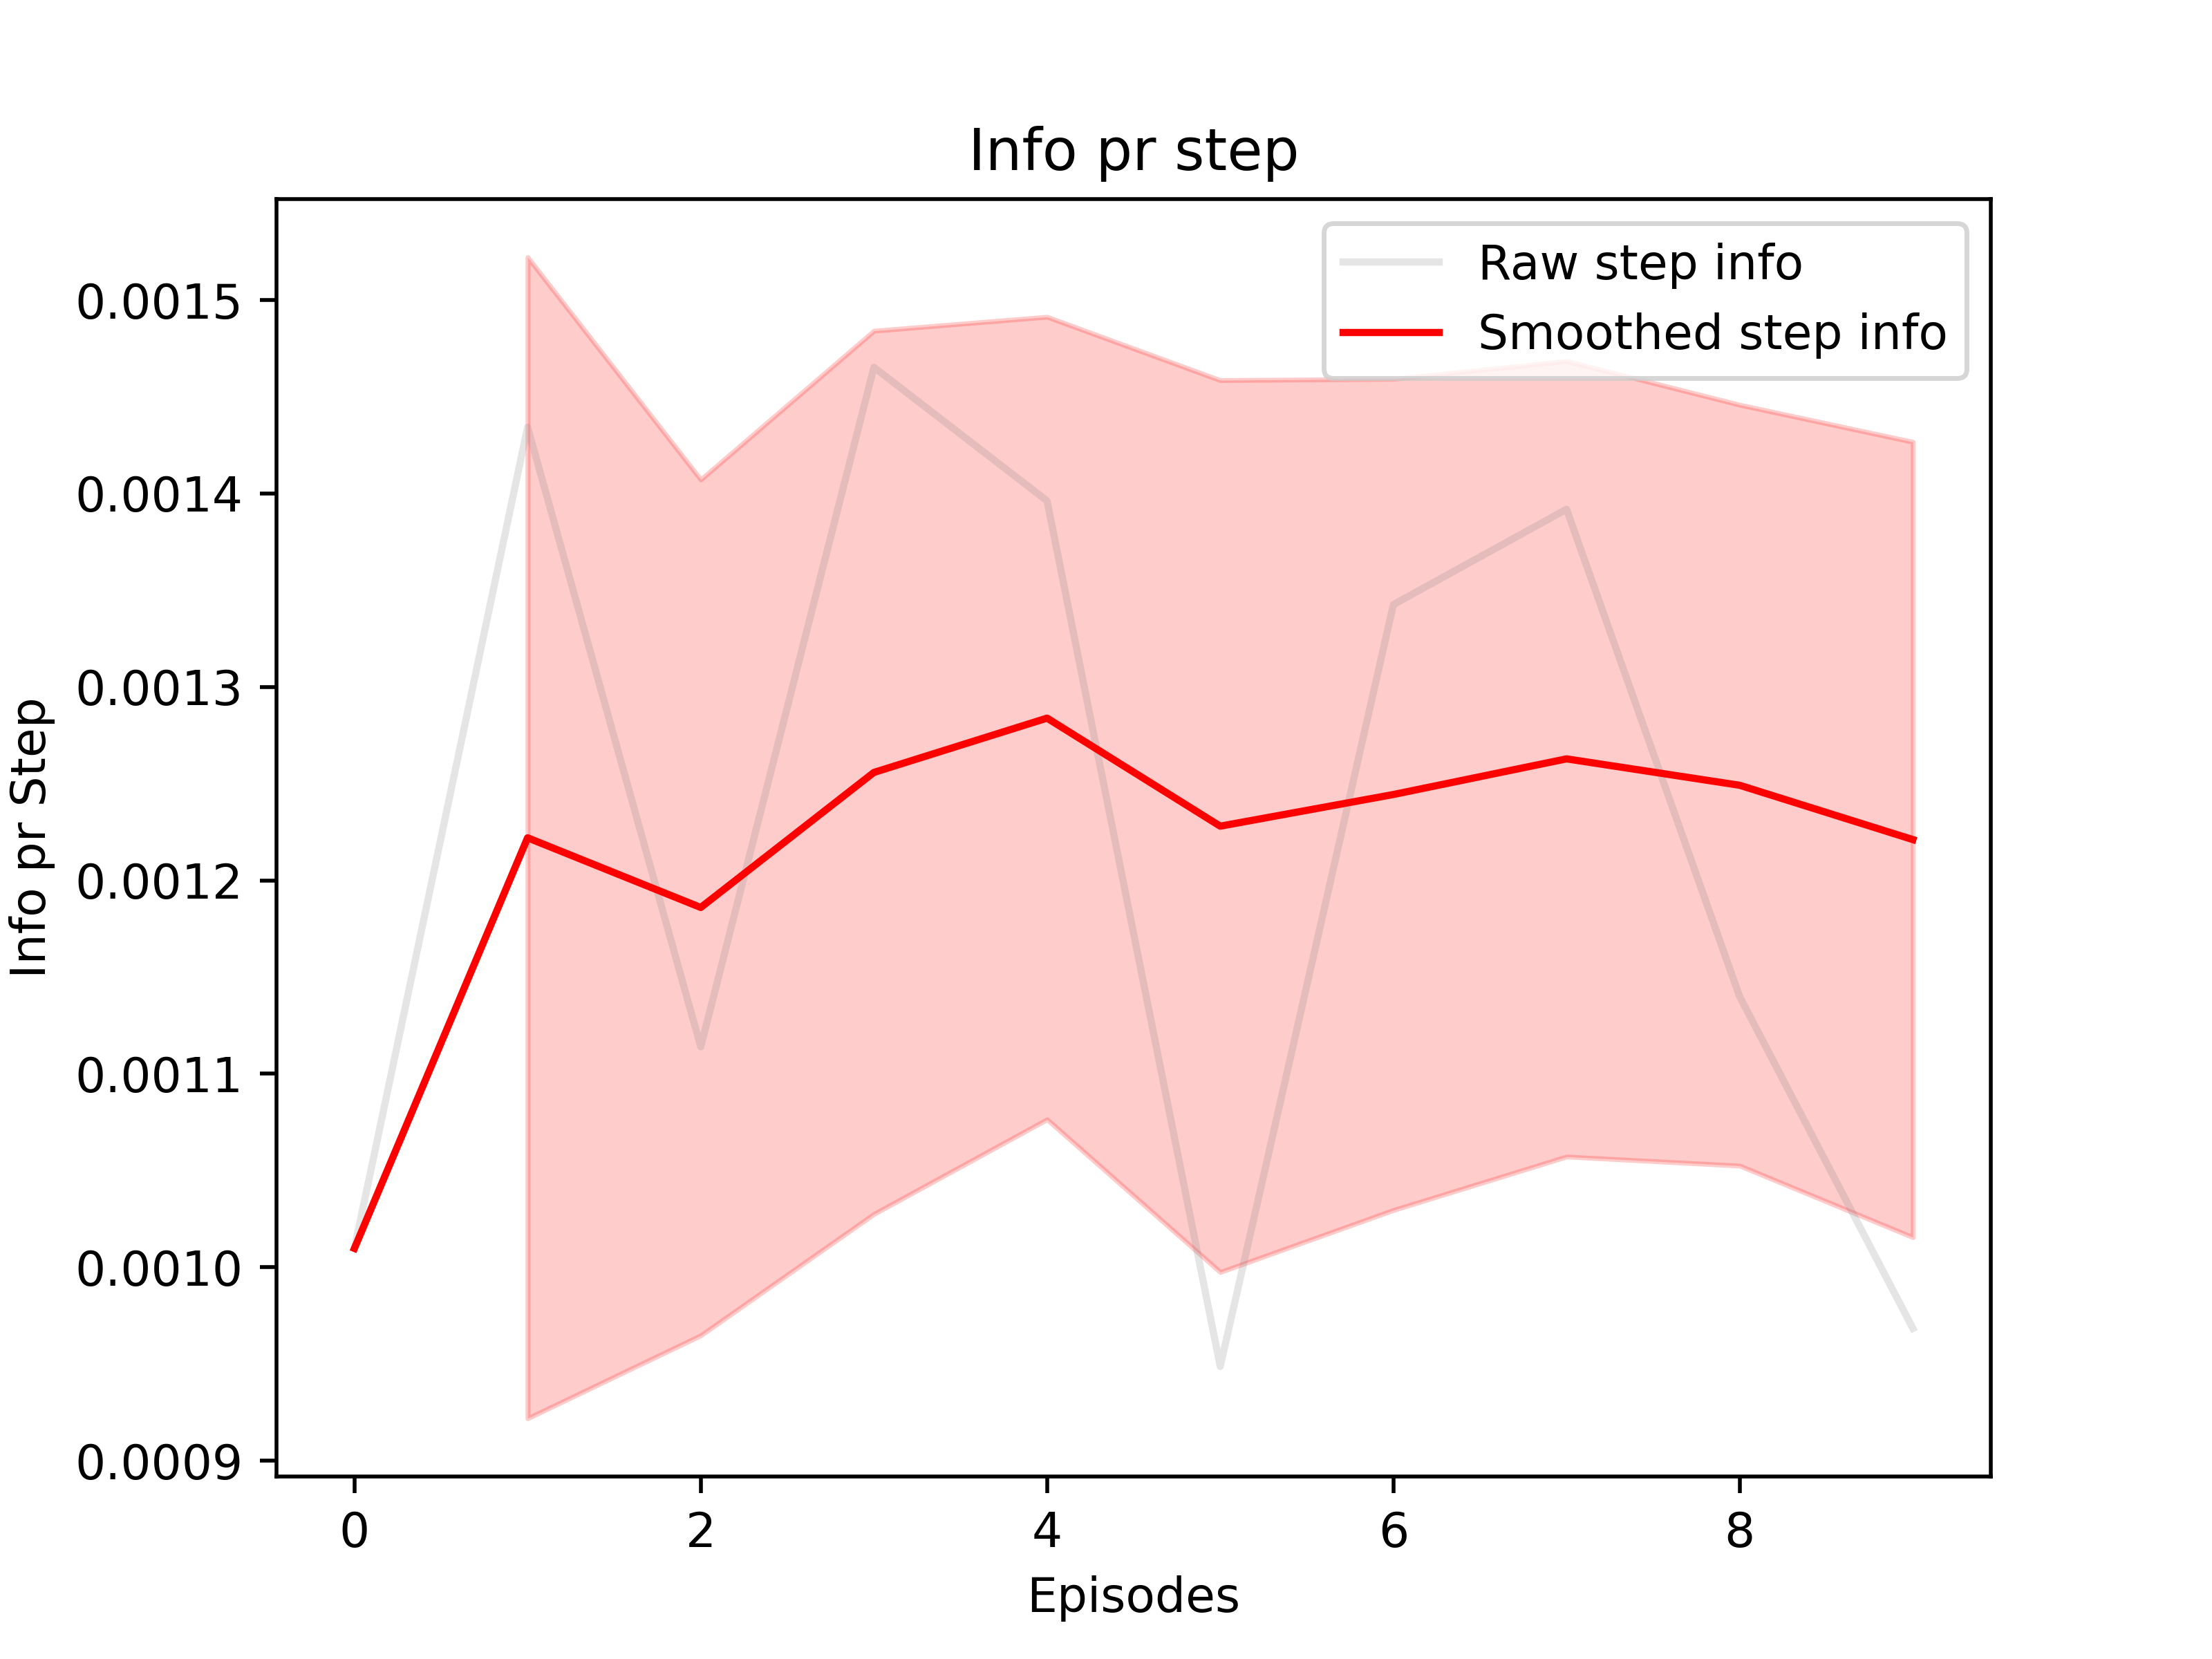 Info pr step
Raw step info
Smoothed step info
0.0015
0.0014
0.0013
0.0012
0.0011
0.0010
0.0009
Info pr Step
0 2 4 6 8
Episodes